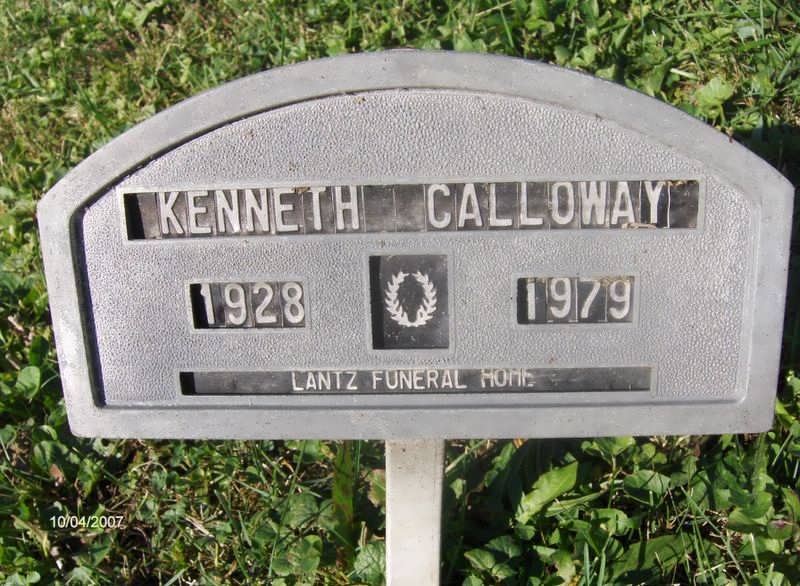 KENNETH CALLOWAY
1928 1979
LANTZ FUNERAL HOME
10/04/2007